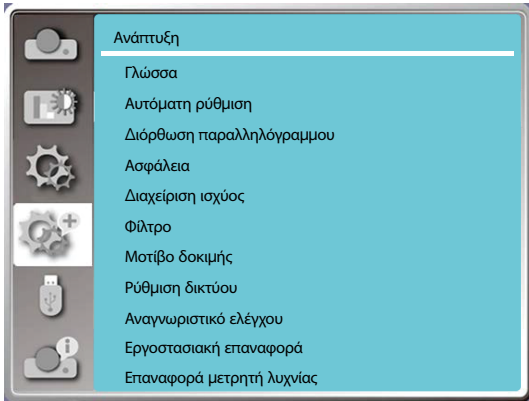 Ανάπτυξη
Γλώσσα
Αυτόματη ρύθμιση
Διόρθωση παραλληλόγραμμου
Ασφάλεια
Διαχείριση ισχύος
Φίλτρο
Μοτίβο δοκιμής
Ρύθμιση δικτύου
Αναγνωριστικό ελέγχου
Εργοστασιακή επαναφορά
Επαναφορά μετρητή λυχνίας